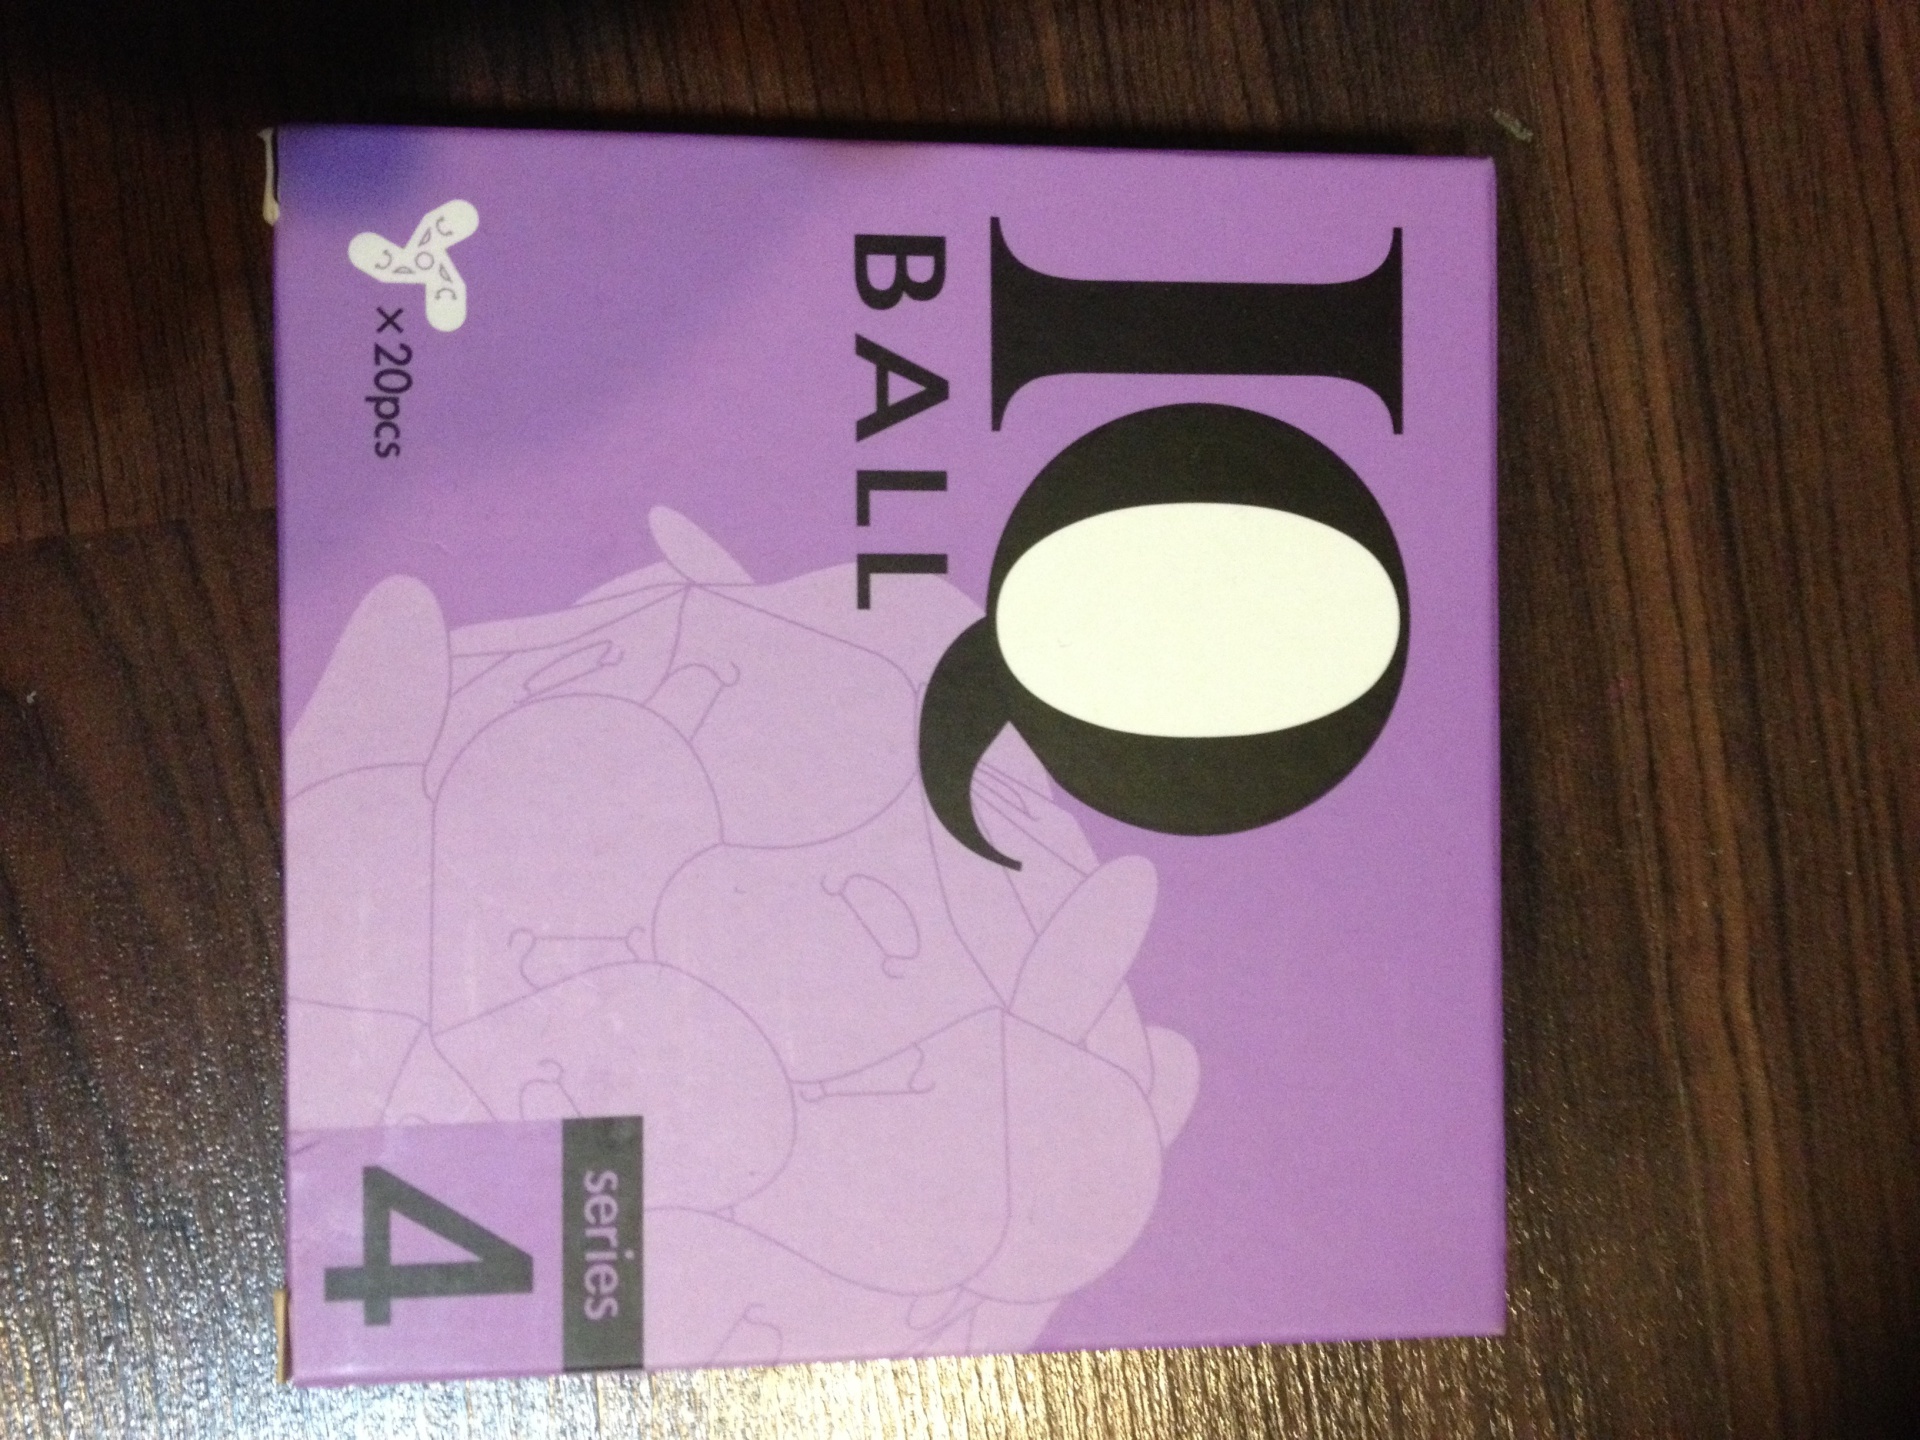 IQ
BALL
×20pcs
series
4